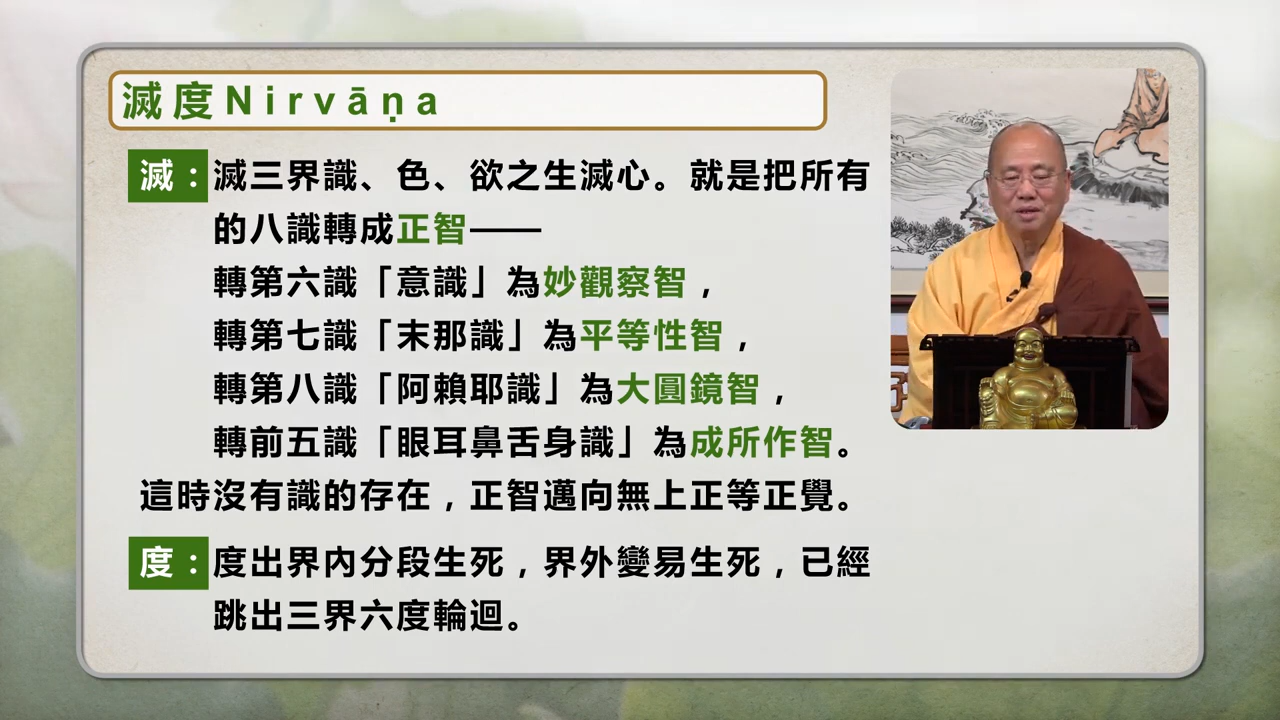 滅度Nirvāṇa
滅：滅三界識、色、欲之生滅心。就是把所有
的八識轉成正智——
轉第六識「意識」為妙觀察智，
轉第七識「末那識」為平等性智，
轉第八識「阿賴耶識」為大圓鏡智，
轉前五識「眼耳鼻舌身識」為成所作智。
這時沒有識的存在，正智邁向無上正等正覺。
度：度出界內分段生死，界外變易生死，已經
跳出三界六度輪迴。